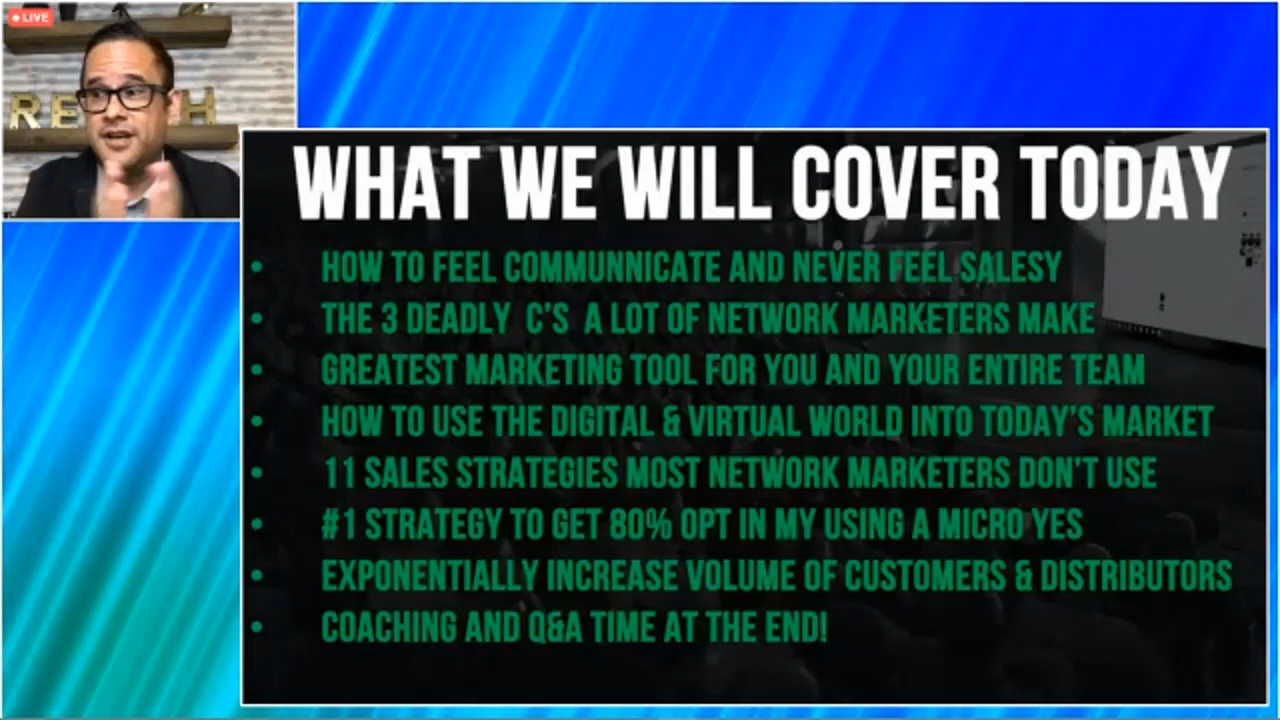 LIVE
WHAT WE WILL COVER TODAY
• HOW TO FEEL COMMUNNICATE AND NEVER FEEL SALESY
• THE 3 DEADLY C'S A LOT OF NETWORK MARKETERS MAKE
• GREATEST MARKETING TOOL FOR YOU AND YOUR ENTIRE TEAM
• HOW TO USE THE DIGITAL & VIRTUAL WORLD INTO TODAY'S MARKET
• 11 SALES STRATEGIES MOST NETWORK MARKETERS DON'T USE
• #1 STRATEGY TO GET 80% OPT IN MY USING A MICRO YES
• EXPONENTIALLY INCREASE VOLUME OF CUSTOMERS & DISTRIBUTORS
• COACHING AND Q&A TIME AT THE END!